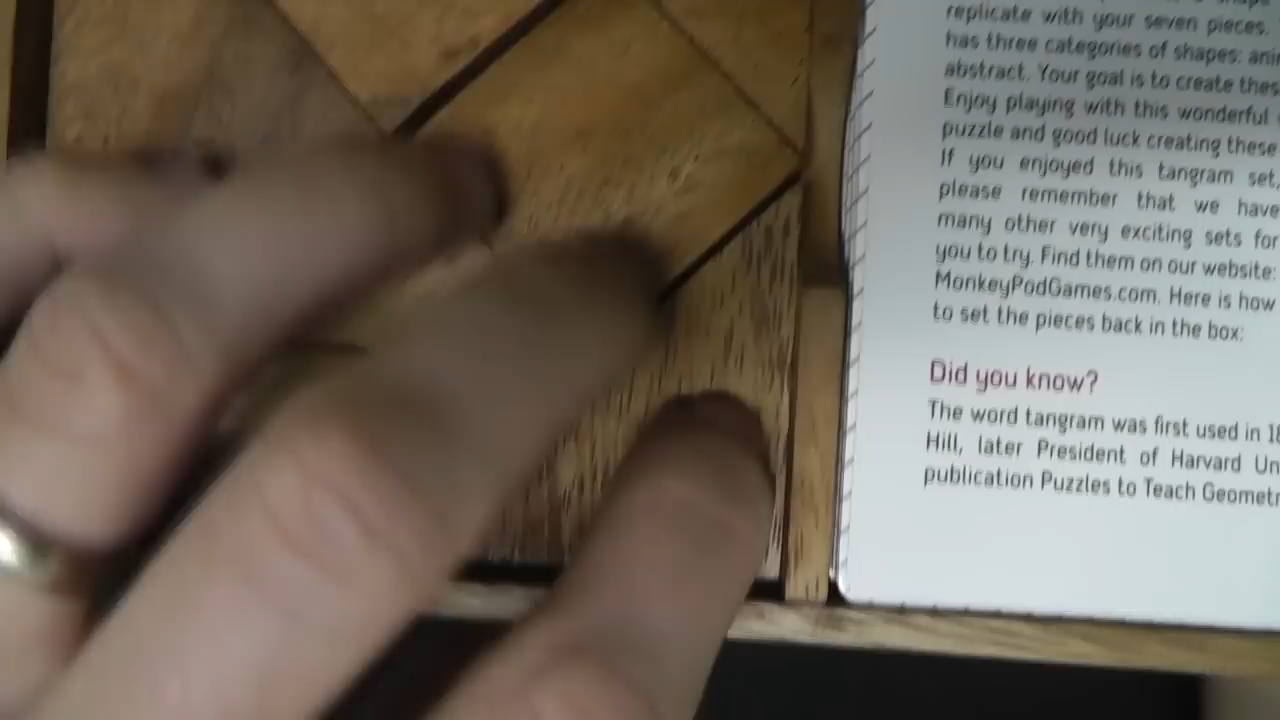 replicate with your seven pieces.
has three categories of shapes:
abstract. Your goal is to create
Enjoy playing with this wonderful
puzzle and good luck creating these
If you enjoyed this tangram set,
please remember that we have
many other very exciting sets for
you to try. Find them on our website:
MonkeyPodGames.com. Here is how
to set the pieces back in the box:
Did you know?
The word tangram was first used in
Hill, later President of Harvard
publication Puzzles to Teach